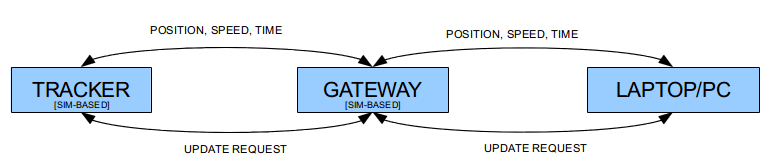 POSITION, SPEED, TIME
POSITION, SPEED, TIME
TRACKER
[SIM-BASED]
GATEWAY
[SIM-BASED]
LAPTOP/PC
UPDATE REQUEST
UPDATE REQUEST